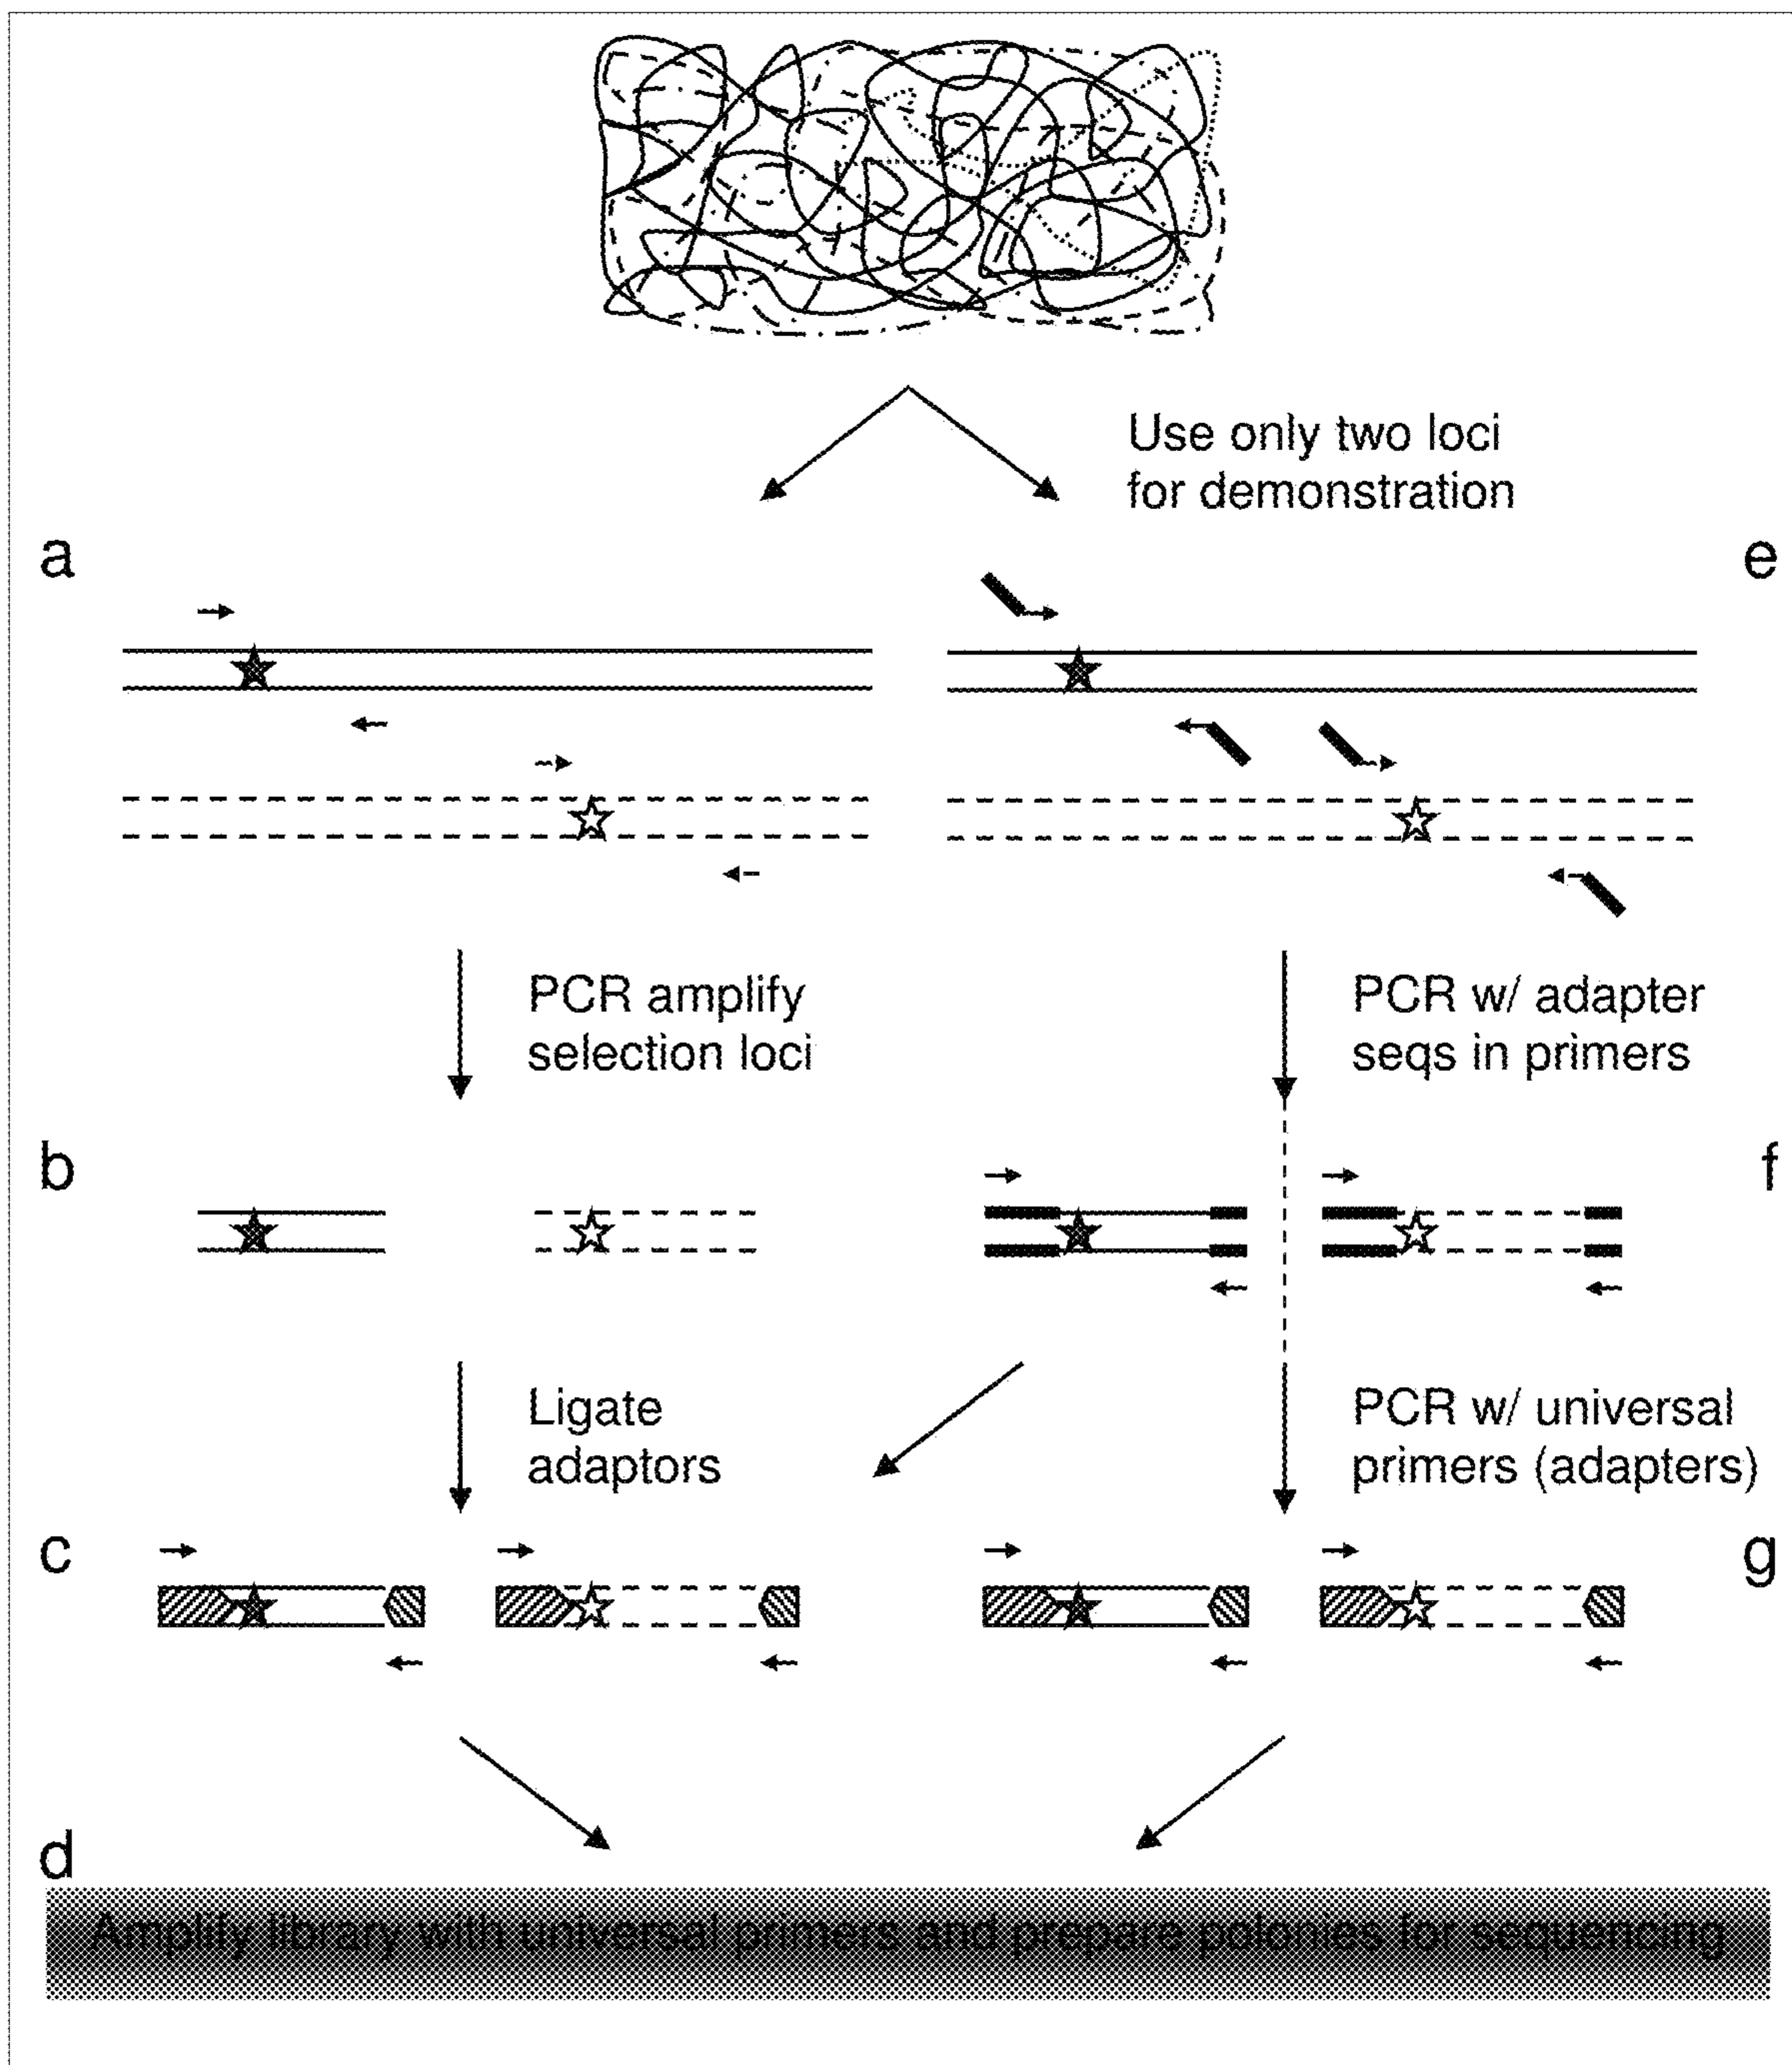 Use only two loci
for demonstration
a
e
PCR amplify
selection loci
PCR w/ adapter
seqs in primers
b
f
Ligate
adaptors
PCR w/ universal
primers (adapters)
c
g
d
Amplify library with universal primers and prepare polonies for sequencing